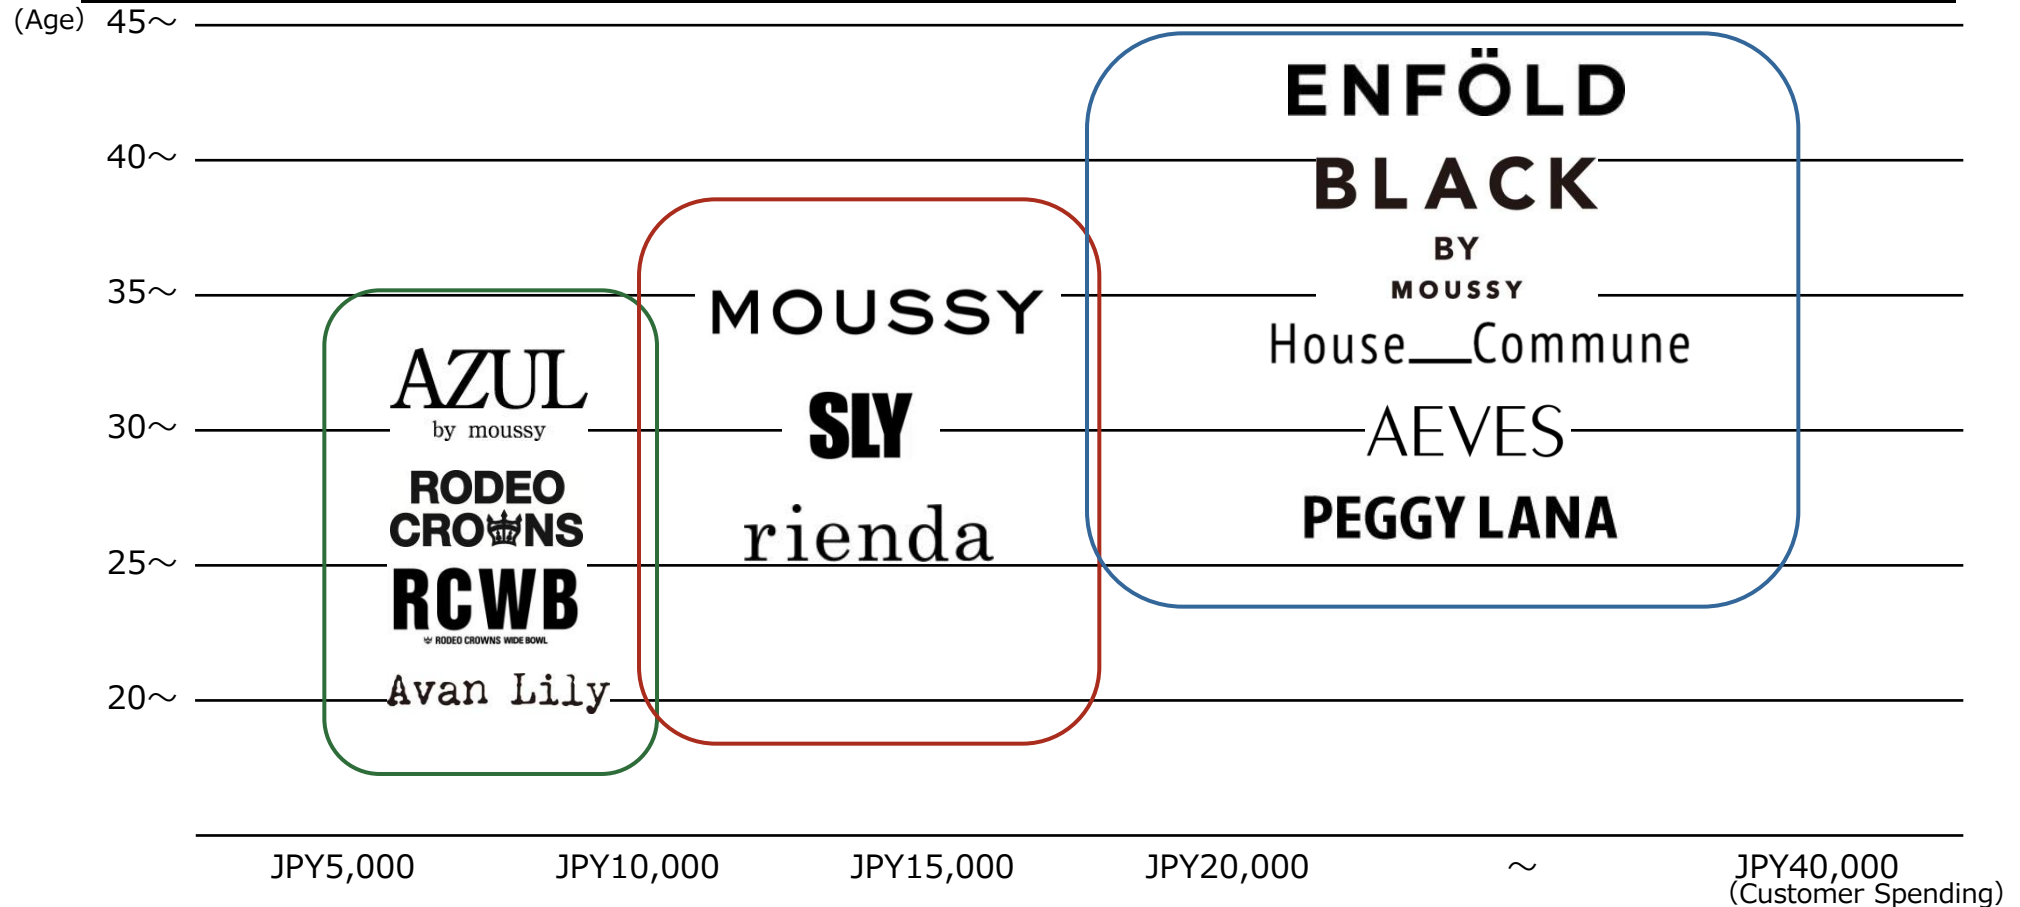 (Age)
45～
40～
35～
30～
25～
20～
AZUL
by moussy
RODEO
CROWNS
RCWB
RODEO CROWNS WIDE BOWL
Avan Lily
MOUSSY
SLY
rienda
ENFÖLD
BLACK
BY
MOUSSY
House__Commune
AEVES
PEGGY LANA
JPY5,000 JPY10,000 JPY15,000 JPY20,000 ～ JPY40,000
(Customer Spending)